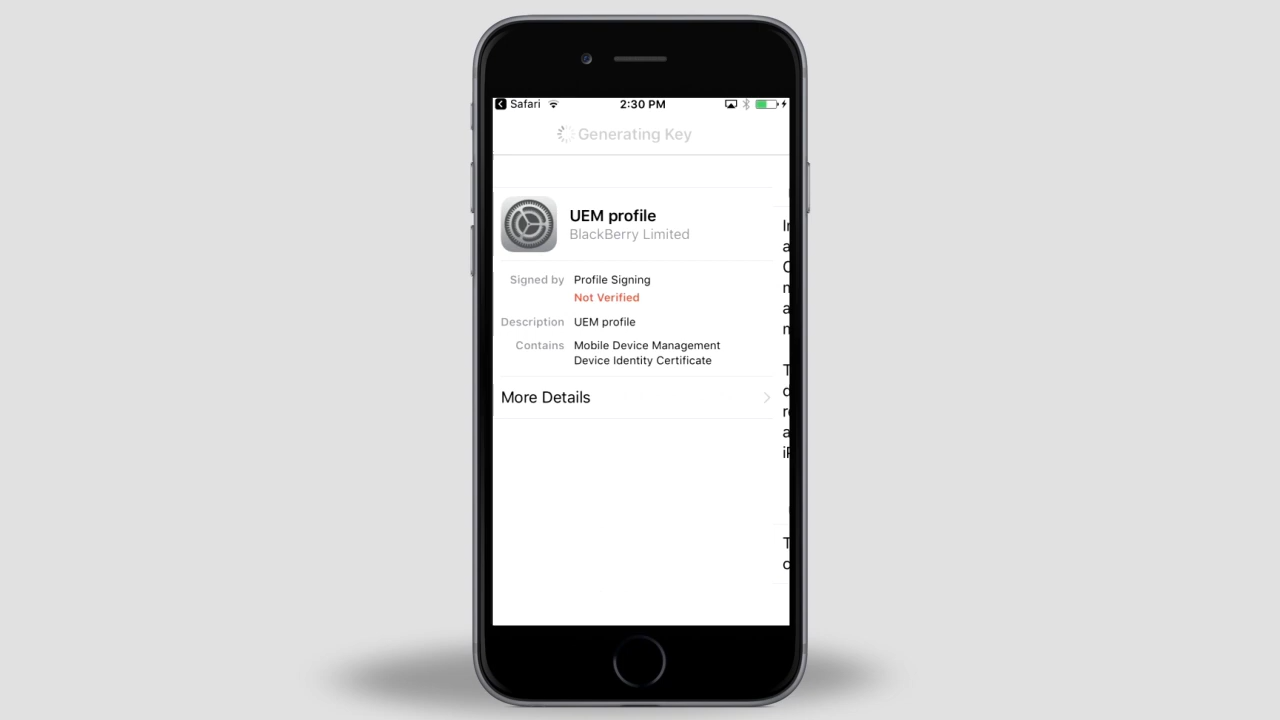 Safari 2:30 PM
Generating Key
UEM profile
BlackBerry Limited
Signed by Profile Signing
Not Verified
Description UEM profile
Contains Mobile Device Management
Device Identity Certificate
More Details